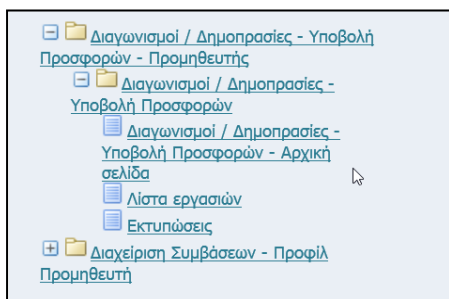 Διαγωνισμοί / Δημοπρασίες - Υποβολή
Προσφορών - Προμηθευτής
Διαγωνισμοί / Δημοπρασίες -
Υποβολή Προσφορών
Διαγωνισμοί / Δημοπρασίες -
Υποβολή Προσφορών - Αρχική
σελίδα
Λίστα εργασιών
Εκτυπώσεις
Διαχείριση Συμβάσεων - Προφίλ
Προμηθευτή